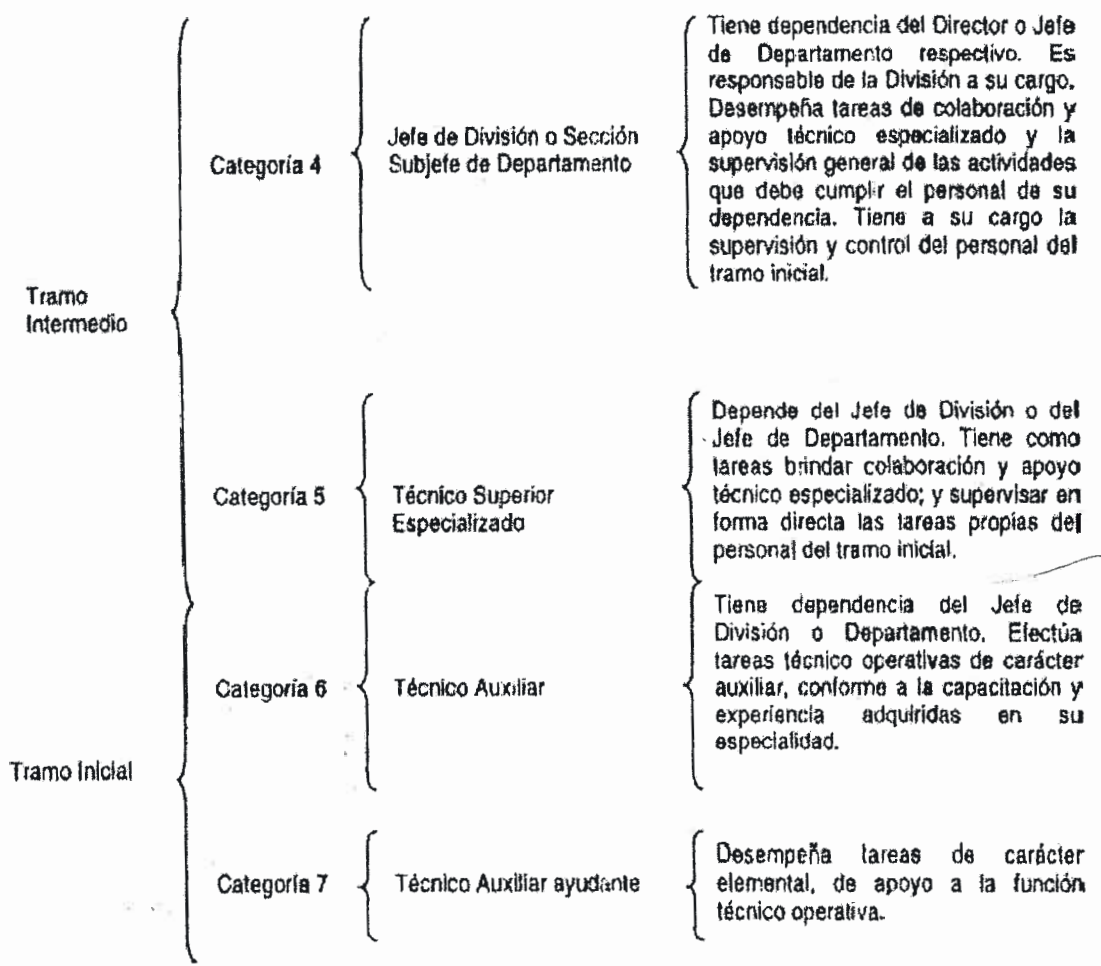 Tramo
Intermedio
Categoría 4
Jefe de División o Sección
Subjefe de Departamento
Tiene dependencia del Director o Jefe
de Departamento respectivo. Es
responsable de la División a su cargo.
Desempeña tareas de colaboración y
apoyo técnico especializado y la
supervisión general de las actividades
que debe cumplir el personal de su
dependencia. Tiene a su cargo la
supervisión y control del personal del
tramo inicial.
Categoría 5
Técnico Superior
Especializado
Depende del Jefe de División o del
Jefe de Departamento. Tiene como
tareas brindar colaboración y apoyo
técnico especializado; y supervisar en
forma directa las tareas propias del
personal del tramo inicial.
Tramo Inicial
Categoría 6
Técnico Auxiliar
Tiene dependencia del Jefe de
División o Departamento. Efectúa
tareas técnico operativas de carácter
auxiliar, conforme a la capacitación y
experiencia adquiridas en su
especialidad.
Categoría 7
Técnico Auxiliar ayudante
Desempeña tareas de carácter
elemental, de apoyo a la función
técnico operativa.